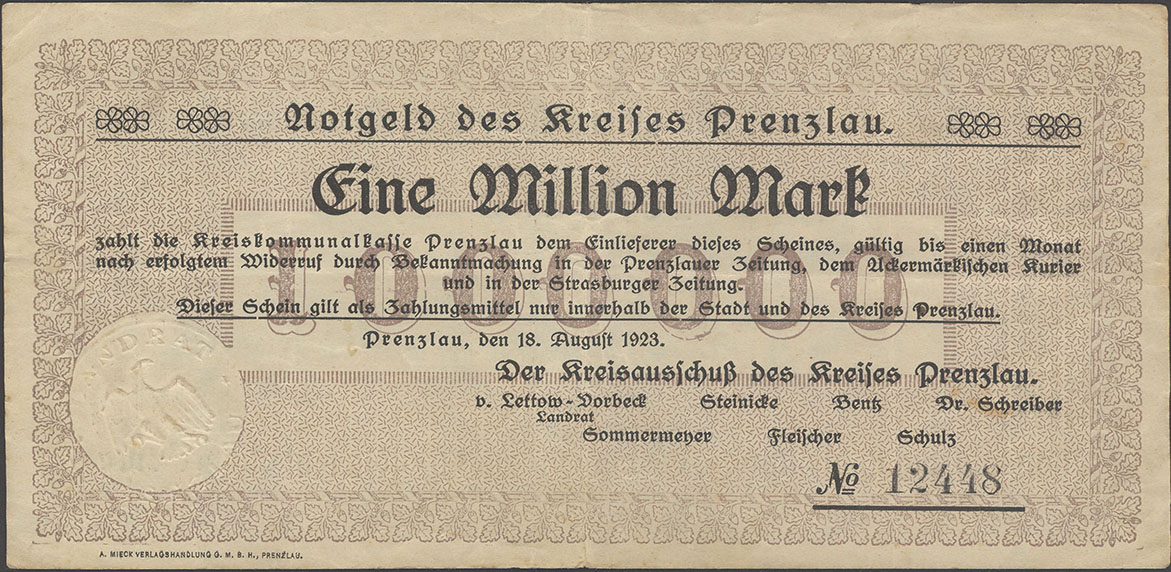 Notgeld des Kreises Prenzlau.
Eine Million Mark
1000000
zahlt die Kreiskommunalkasse Prenzlau dem Einlieferer dieses Scheines, gültig bis einen Monat
nach erfolgtem Widerruf durch Bekanntmachung in der Prenzlauer Zeitung, dem Uckermärkischen Kurier
und in der Strasburger Zeitung.
Dieser Schein gilt als Zahlungsmittel nur innerhalb der Stadt und des Kreises Prenzlau.
Prenzlau, den 18. August 1923.
Der Kreisausschuß des Kreises Prenzlau.
v. Lettow-Vorbeck Steinicke Bentz Dr. Schreiber
Landrat
Sommermeyer Fleischer Schulz
№ 12448
A. MIECK VERLAGSHANDLUNG G. M. B. H., PRENZLAU.